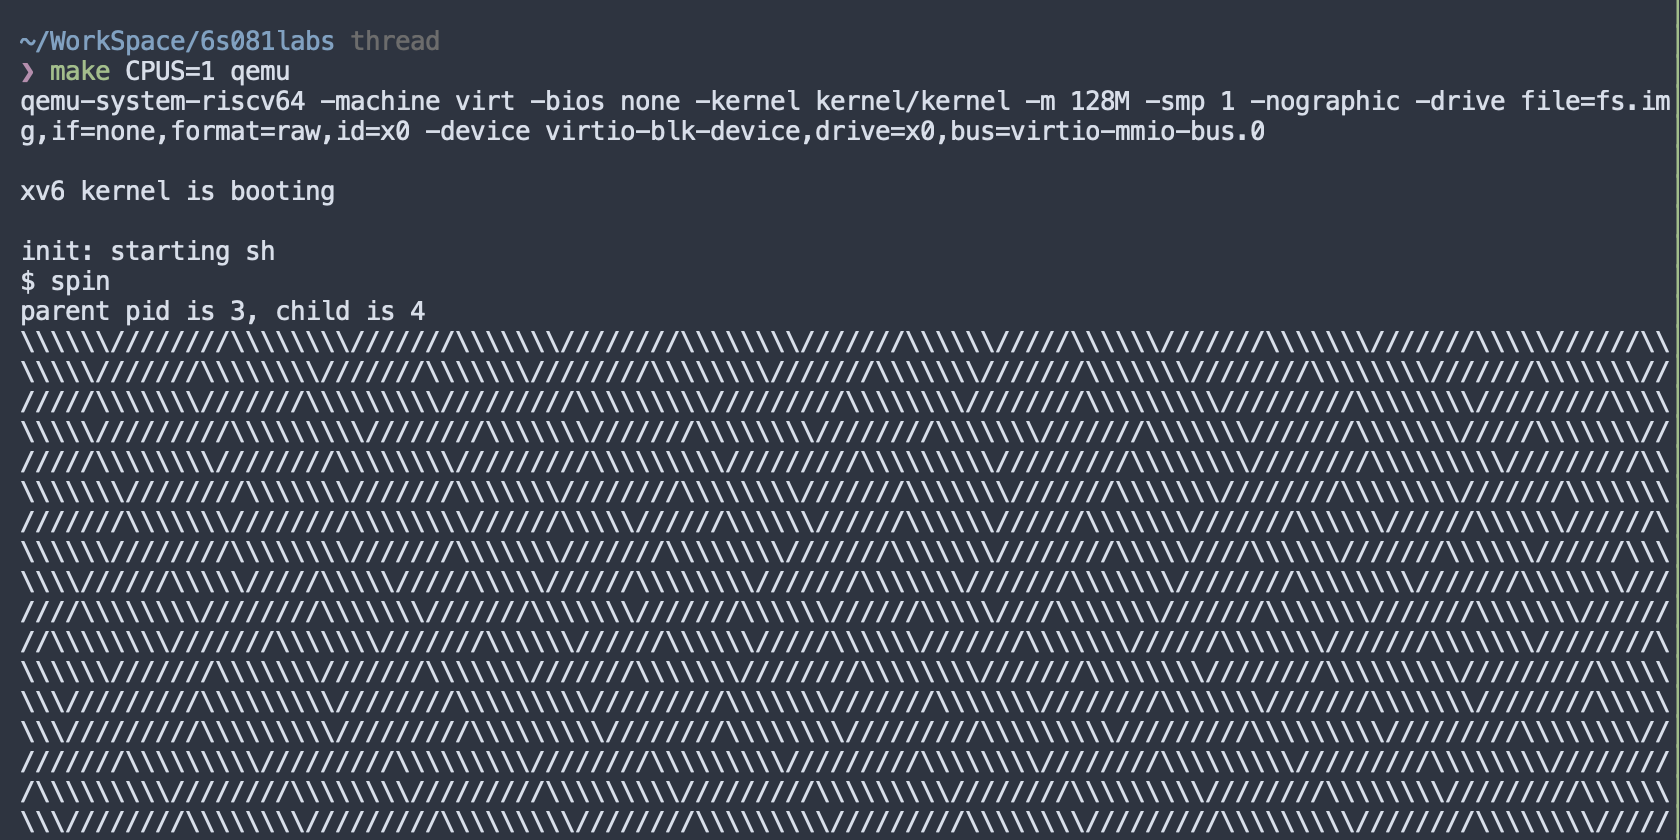 ~/WorkSpace/6s081labs thread
❯ make CPUS=1 qemu
qemu-system-riscv64 -machine virt -bios none -kernel kernel/kernel -m 128M -smp 1 -nographic -drive file=fs.im
g,if=none,format=raw,id=x0 -device virtio-blk-device,drive=x0,bus=virtio-mmio-bus.0
xv6 kernel is booting
init: starting sh
$ spin
parent pid is 3, child is 4